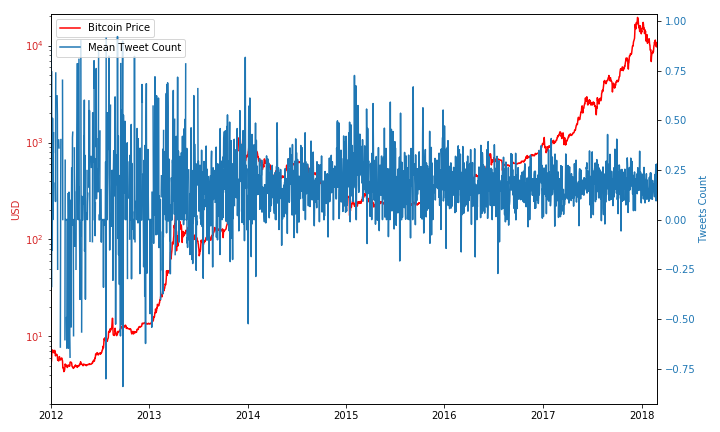 Bitcoin Price
Mean Tweet Count
10⁴
10³
10²
10¹
USD
1.00
0.75
0.50
0.25
0.00
−0.25
−0.50
−0.75
Tweets Count
2012 2013 2014 2015 2016 2017 2018